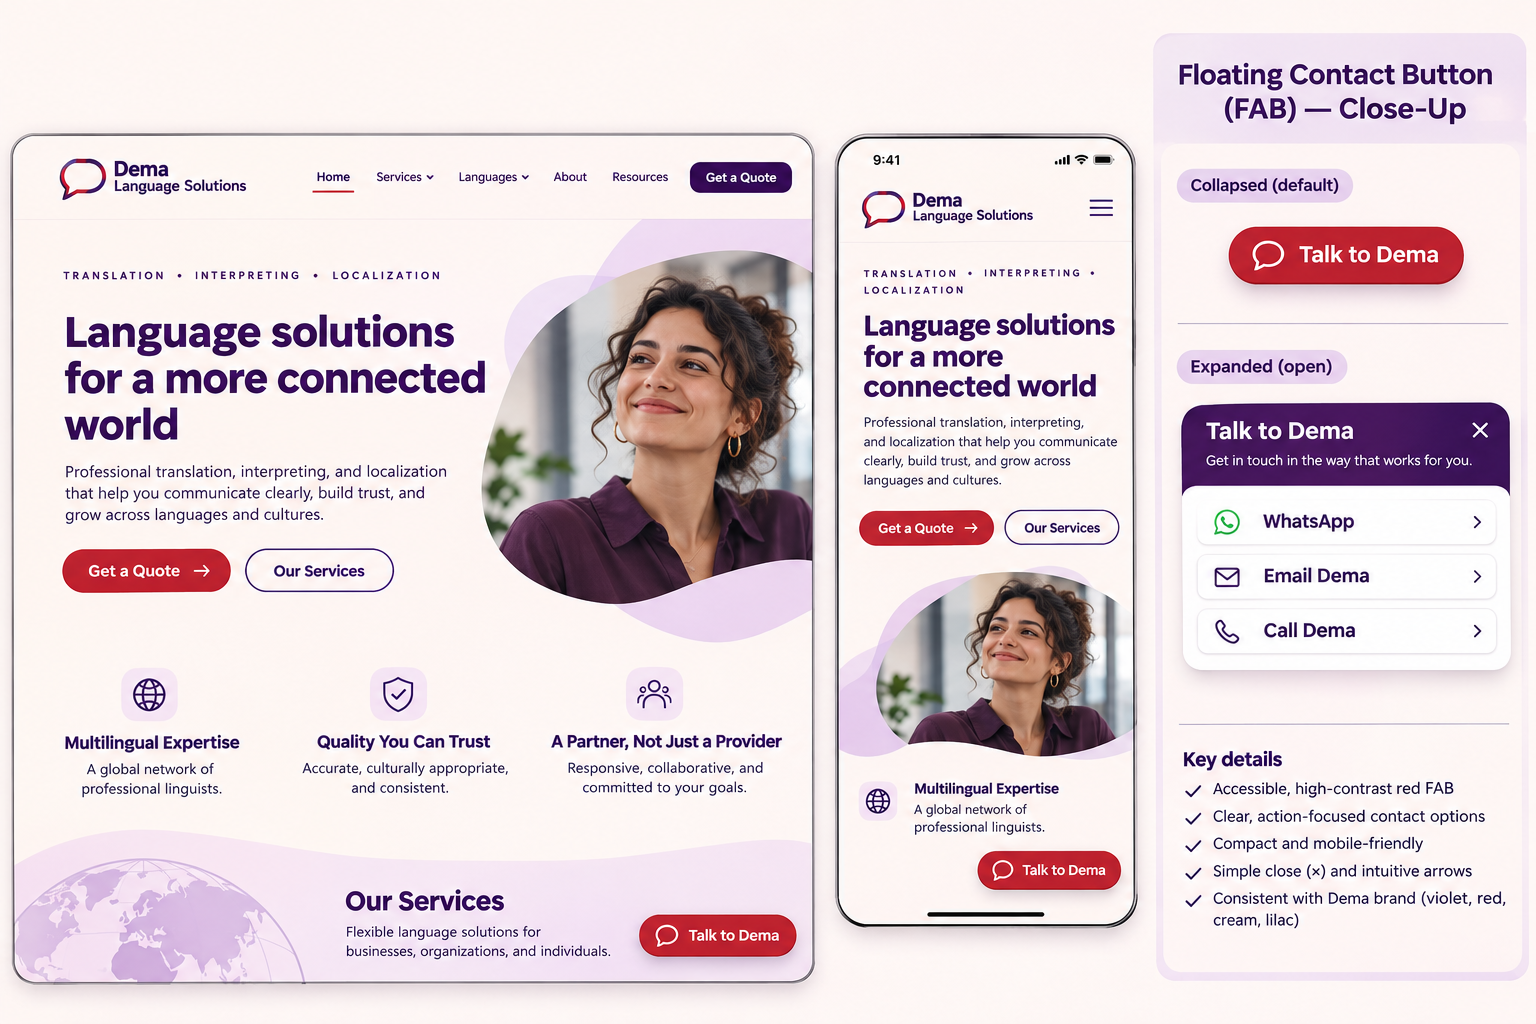 Dema
Language Solutions
Home
Services
Languages
About
Resources
Get a Quote
TRANSLATION • INTERPRETING • LOCALIZATION
Language solutions
for a more connected
world
Professional translation, interpreting, and localization
that help you communicate clearly, build trust, and
grow across languages and cultures.
Get a Quote →
Our Services
Multilingual Expertise
A global network of
professional linguists.
Quality You Can Trust
Accurate, culturally appropriate,
and consistent.
A Partner, Not Just a Provider
Responsive, collaborative, and
committed to your goals.
Our Services
Flexible language solutions for
businesses, organizations, and individuals.
Talk to Dema
9:41
Dema
Language Solutions
TRANSLATION • INTERPRETING •
LOCALIZATION
Language solutions
for a more
connected world
Professional translation, interpreting,
and localization that help you communicate
clearly, build trust, and grow across
languages and cultures.
Get a Quote →
Our Services
Multilingual Expertise
A global network of
professional linguists.
Talk to Dema
Floating Contact Button
(FAB) — Close-Up
Collapsed (default)
Talk to Dema
Expanded (open)
Talk to Dema
Get in touch in the way that works for you.
WhatsApp
Email Dema
Call Dema
Key details
Accessible, high-contrast red FAB
Clear, action-focused contact options
Compact and mobile-friendly
Simple close (×) and intuitive arrows
Consistent with Dema brand (violet, red,
cream, lilac)